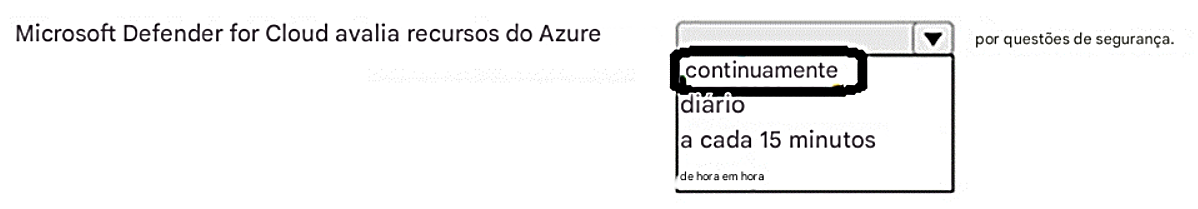 Microsoft Defender for Cloud avalia recursos do Azure
por questões de segurança.
continuamente
diário
a cada 15 minutos
de hora em hora